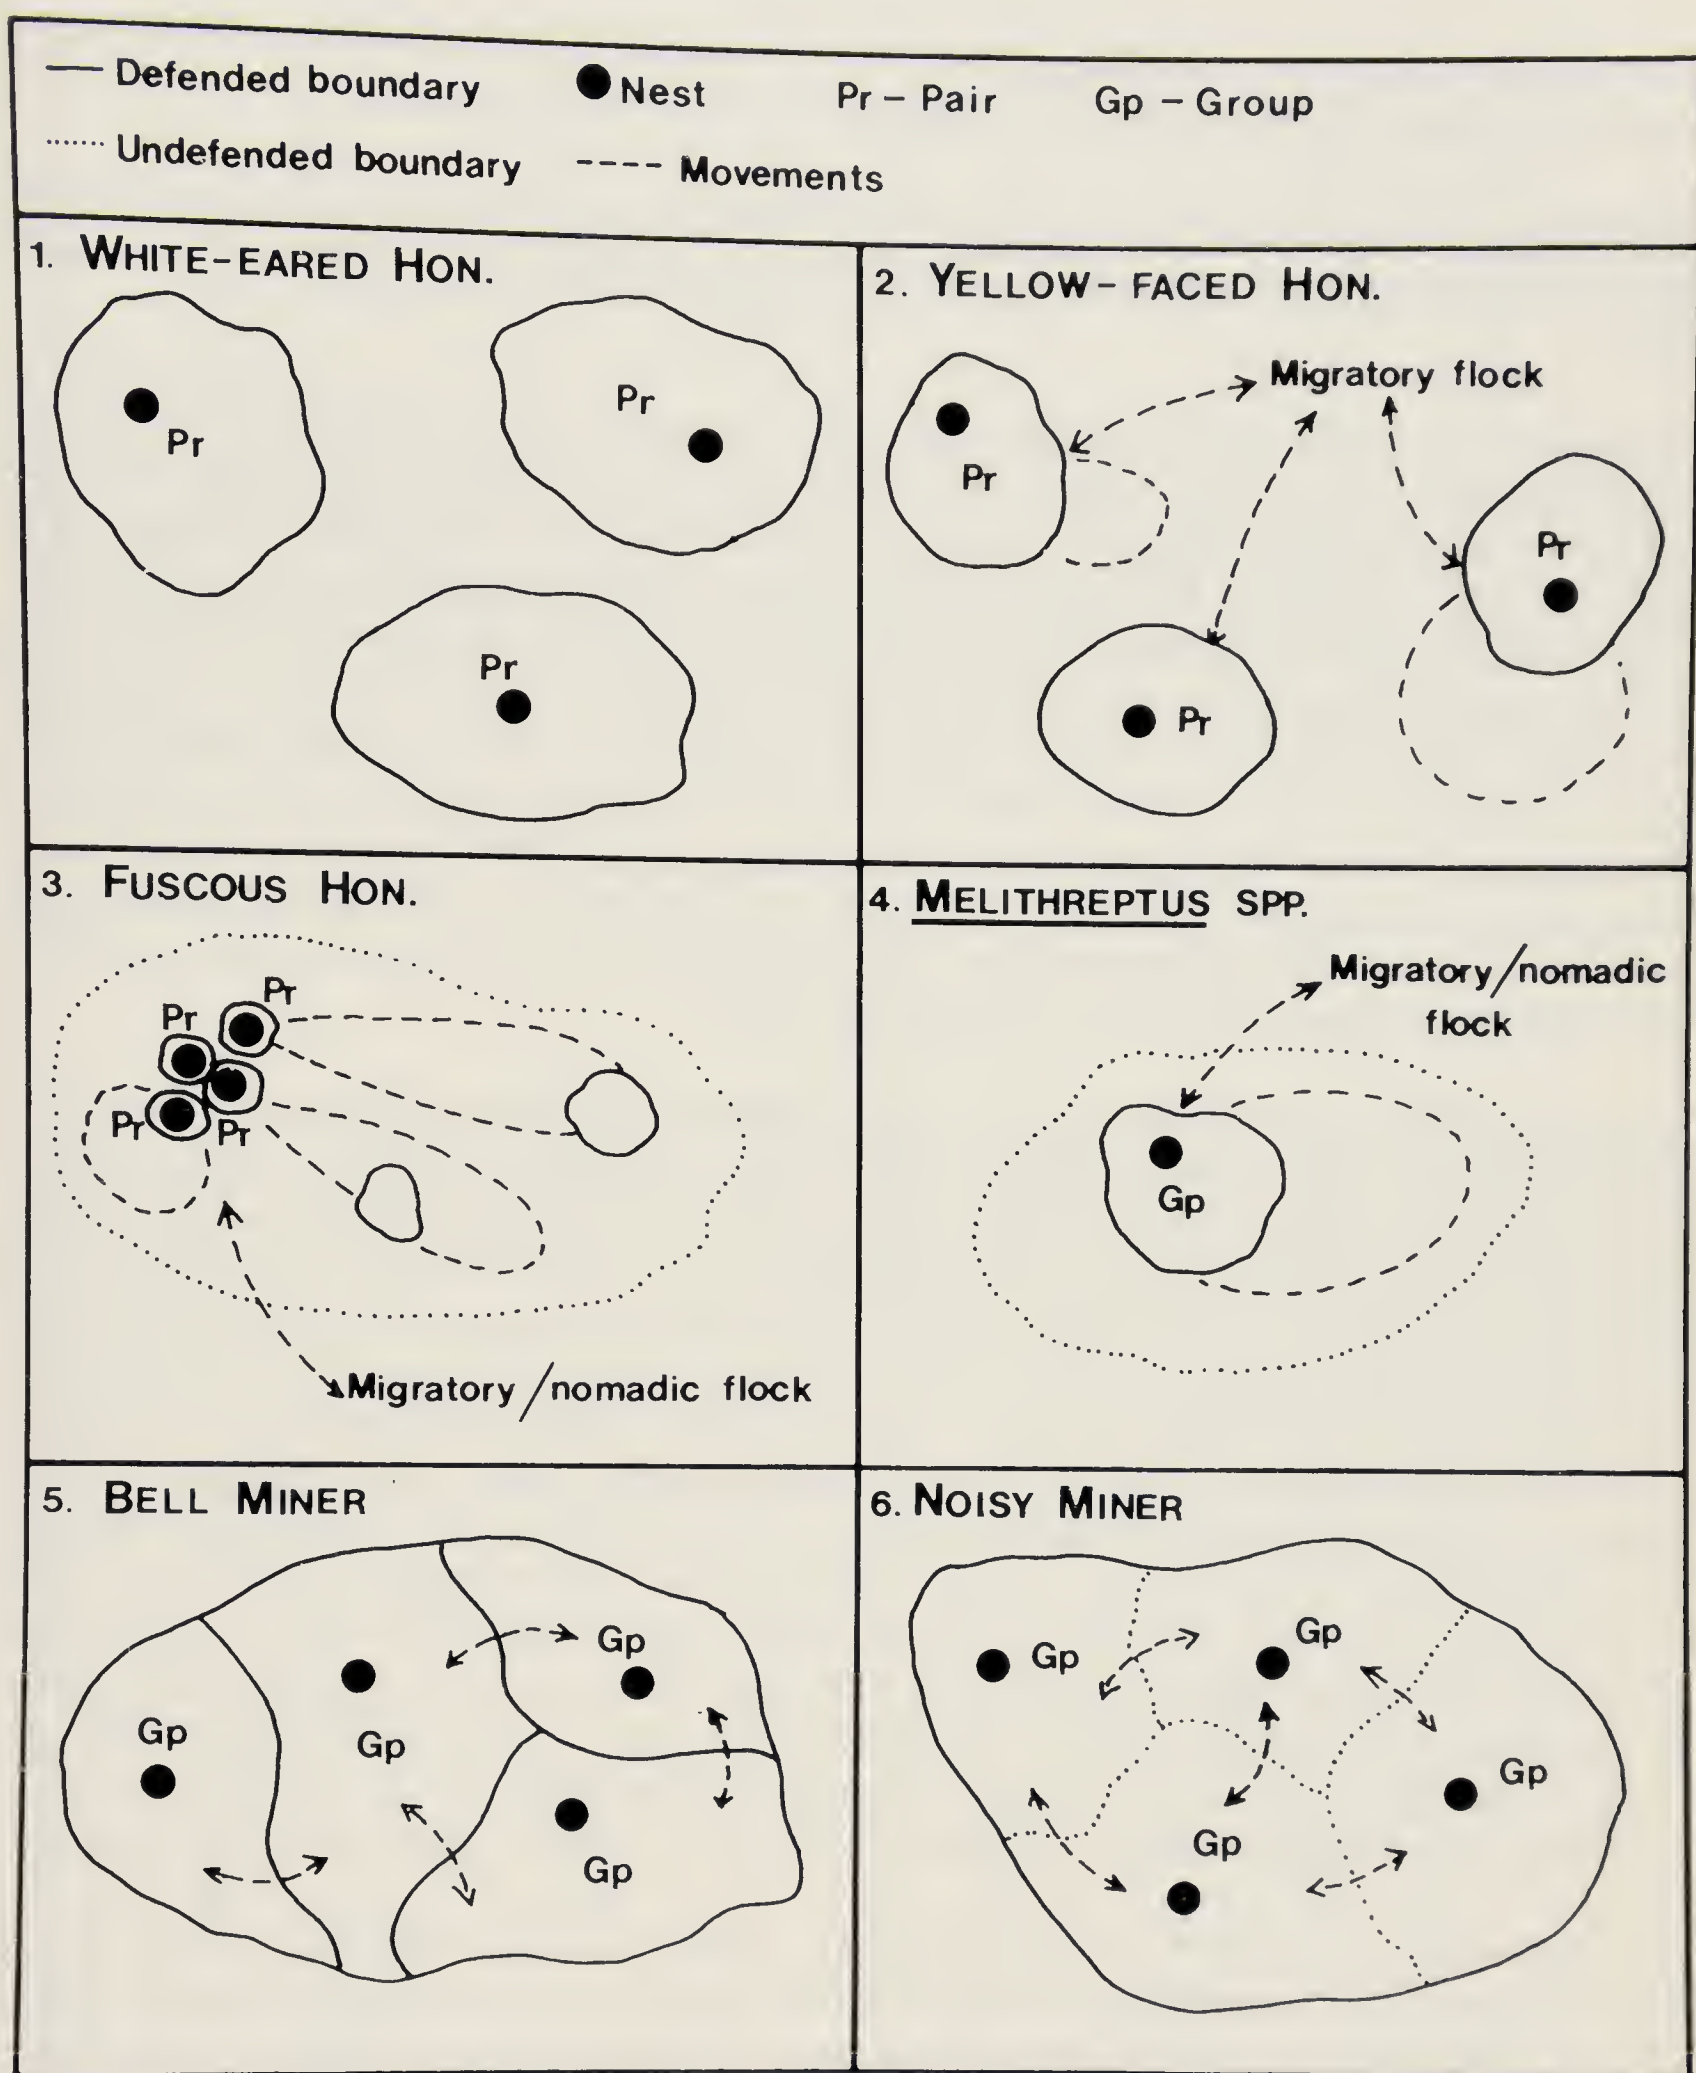 Defended boundary Nest Pr – Pair Gp – Group
Undefended boundary Movements
1. WHITE-EARED HON.
Pr
Pr
Pr
2. YELLOW-FACED HON.
Migratory flock
Pr
Pr
Pr
3. FUSCOUS HON.
Pr
Pr
Pr
Pr
Migratory/nomadic flock
4. MELITHREPTUS SPP.
Migratory/nomadic
flock
Gp
5. BELL MINER
Gp
Gp
Gp
Gp
6. NOISY MINER
Gp
Gp
Gp
Gp